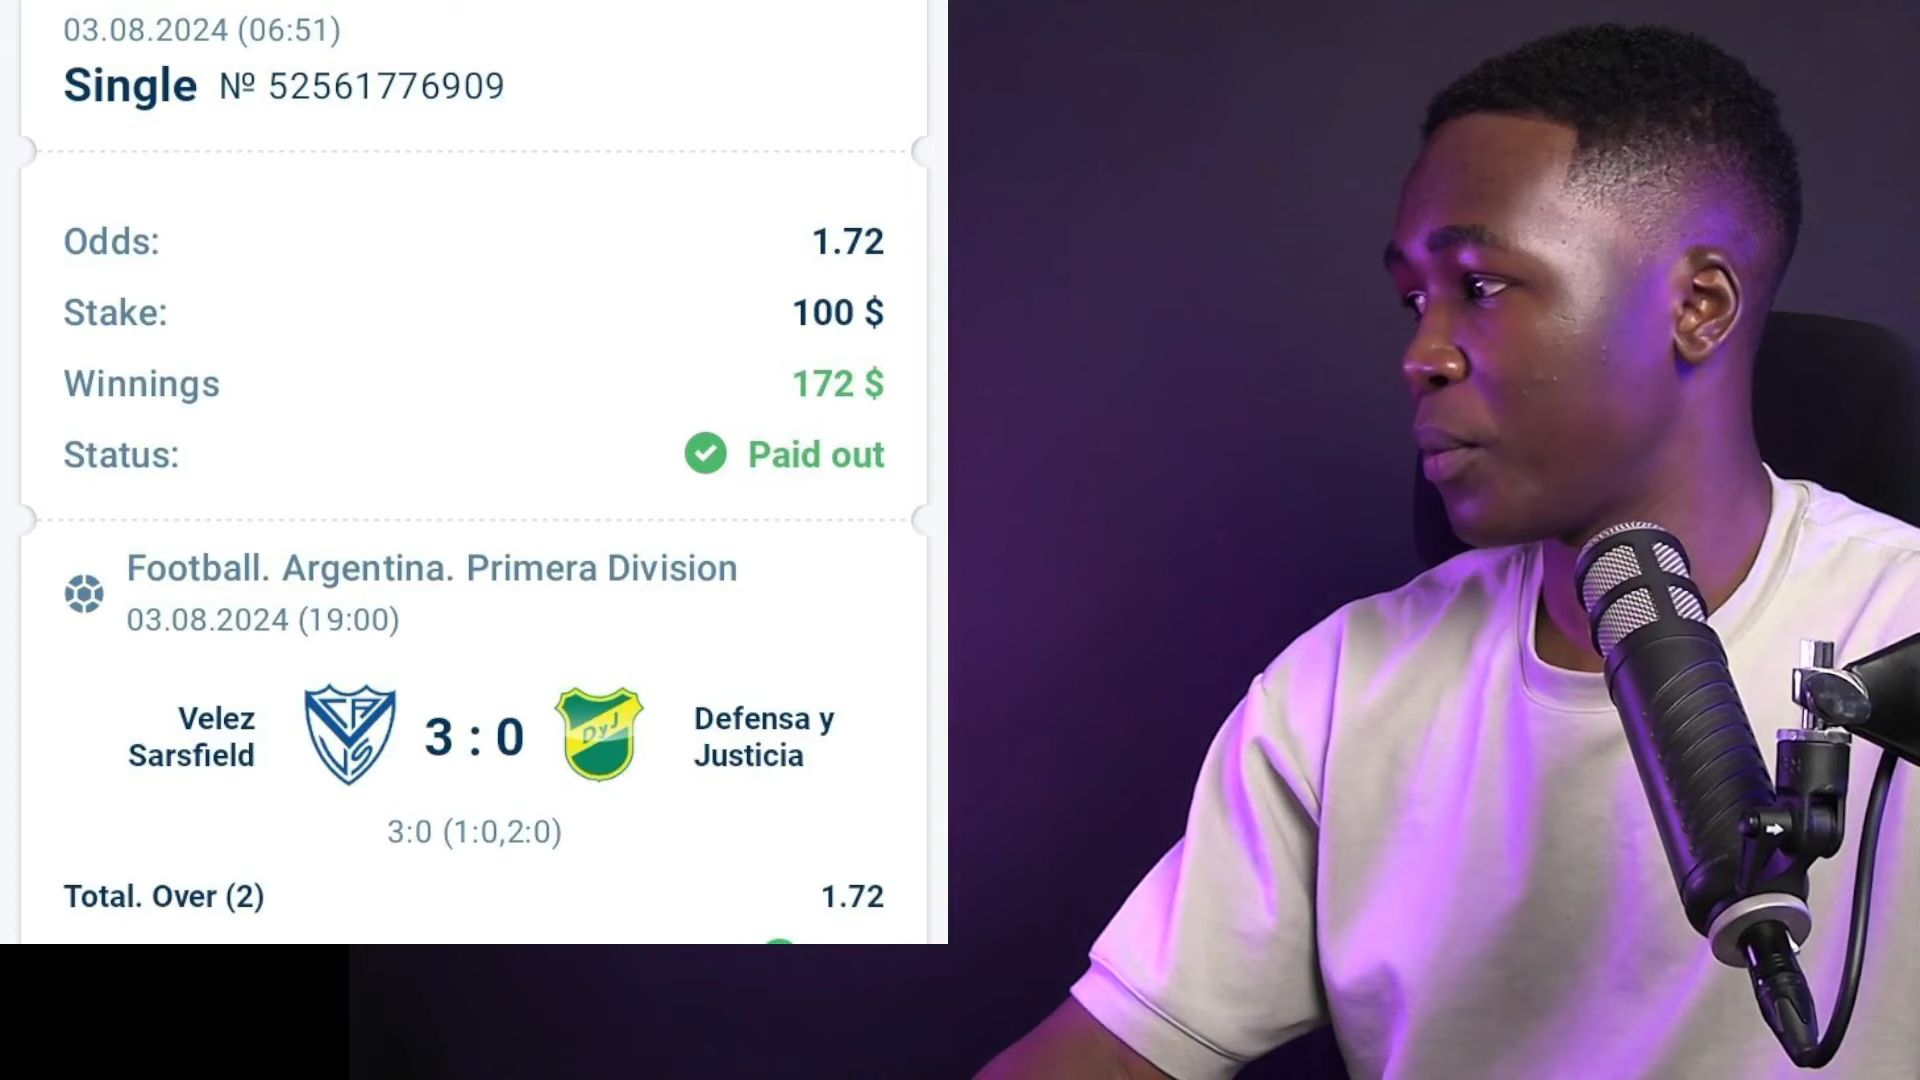 03.08.2024 (06:51)
Single № 52561776909
Odds: 1.72
Stake: 100 $
Winnings 172 $
Status: Paid out
Football. Argentina. Primera Division
03.08.2024 (19:00)
Velez Sarsfield
3 : 0
DyJ
Defensa y Justicia
3:0 (1:0,2:0)
Total. Over (2) 1.72